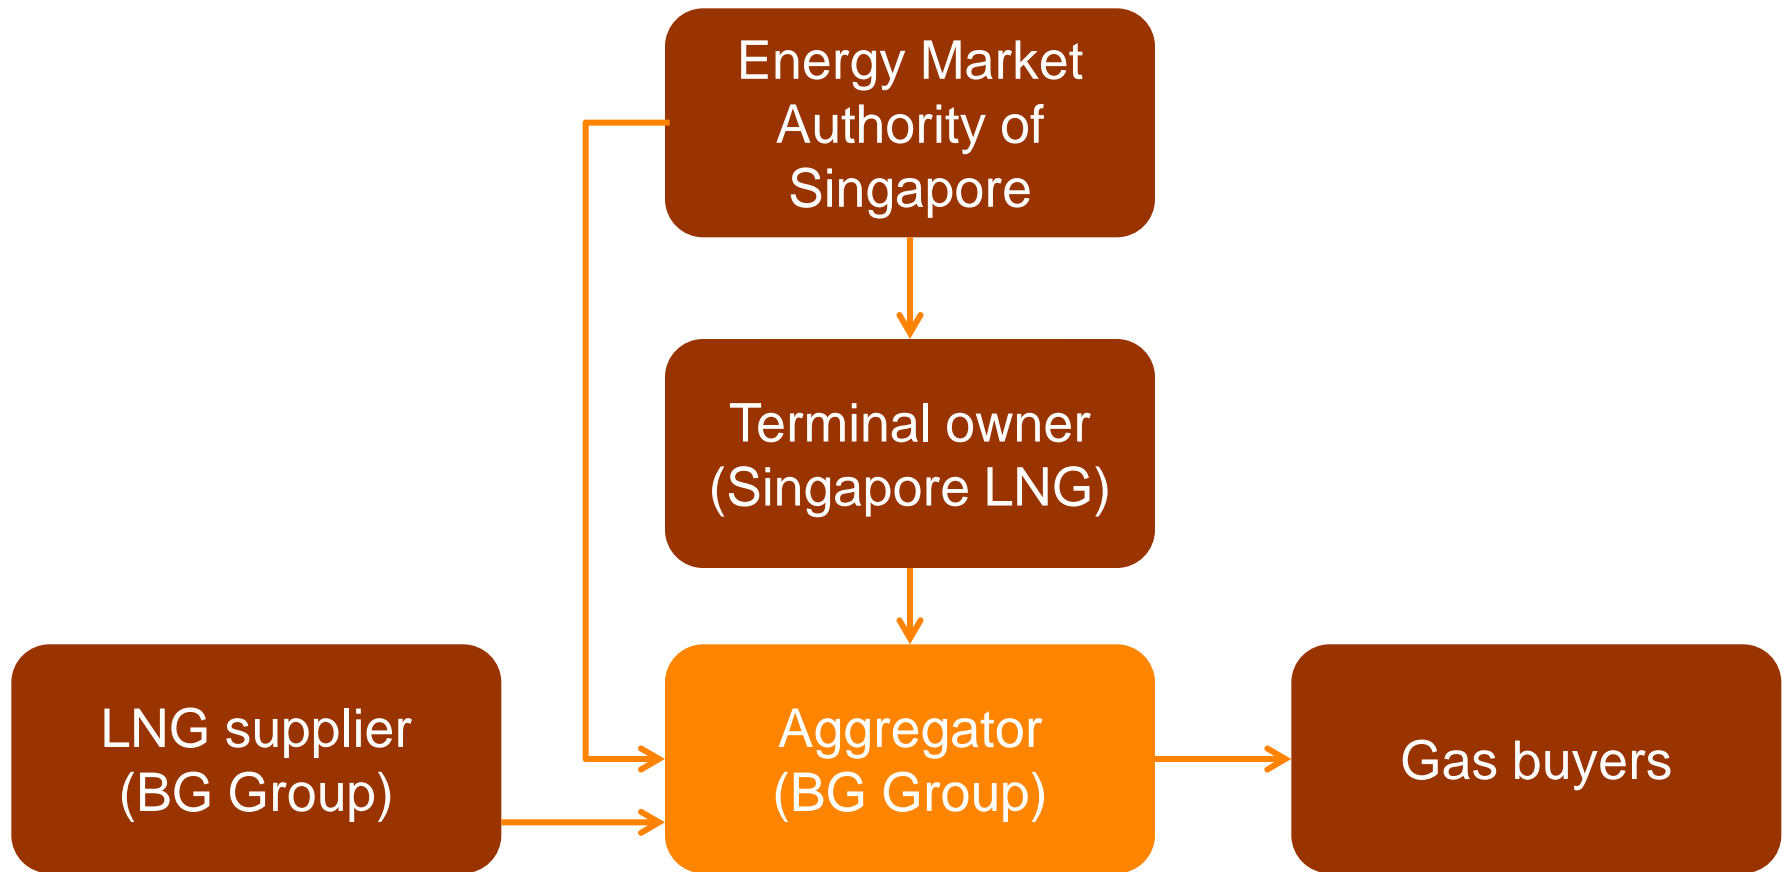 Energy Market
Authority of
Singapore
Terminal owner
(Singapore LNG)
LNG supplier
(BG Group)
Aggregator
(BG Group)
Gas buyers